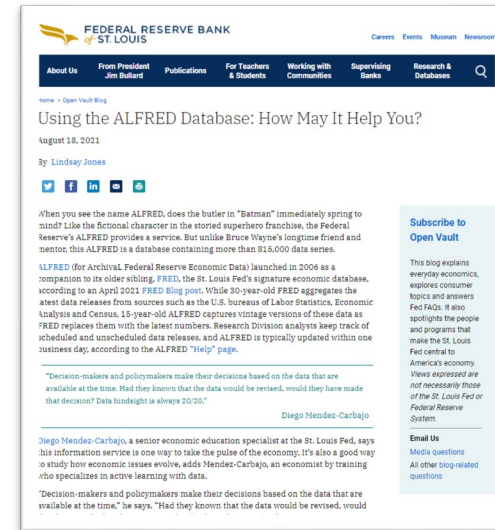 FEDERAL RESERVE BANK
of ST. LOUIS
Careers Events Museum Newsroom
About Us
From President
Jim Bullard
Publications
For Teachers
& Students
Working with
Communities
Supervising
Banks
Research &
Databases
Home > Open Vault Blog
Using the ALFRED Database: How May It Help You?
August 18, 2021
By Lindsay Jones
When you see the name ALFRED, does the butler in "Batman" immediately spring to
mind? Like the fictional character in the storied superhero franchise, the Federal
Reserve's ALFRED provides a service. But unlike Bruce Wayne's longtime friend and
mentor, this ALFRED is a database containing more than 815,000 data series.
ALFRED (for ArchivaL Federal Reserve Economic Data) launched in 2006 as a
companion to its older sibling, FRED, the St. Louis Fed's signature economic database,
according to an April 2021 FRED Blog post. While 30-year-old FRED aggregates the
latest data releases from sources such as the U.S. bureaus of Labor Statistics, Economic
Analysis and Census, 15-year-old ALFRED captures vintage versions of these data as
FRED replaces them with the latest numbers. Research Division analysts keep track of
scheduled and unscheduled data releases, and ALFRED is typically updated within one
business day, according to the ALFRED "Help" page.
"Decision-makers and policymakers make their decisions based on the data that are
available at the time. Had they known that the data would be revised, would they have made
that decision? Data hindsight is always 20/20."
Diego Mendez-Carbajo
Diego Mendez-Carbajo, a senior economic education specialist at the St. Louis Fed, says
this information service is one way to take the pulse of the economy. It's also a good way
to study how economic issues evolve, adds Mendez-Carbajo, an economist by training
who specializes in active learning with data.
"Decision-makers and policymakers make their decisions based on the data that are
available at the time," he says. "Had they known that the data would be revised, would
Subscribe to
Open Vault
This blog explains
everyday economics,
explores consumer
topics and answers
Fed FAQs. It also
spotlights the people
and programs that
make the St. Louis
Fed central to
America's economy.
Views expressed are
not necessarily those
of the St. Louis Fed or
Federal Reserve
System.
Email Us
Media questions
All other blog-related
questions